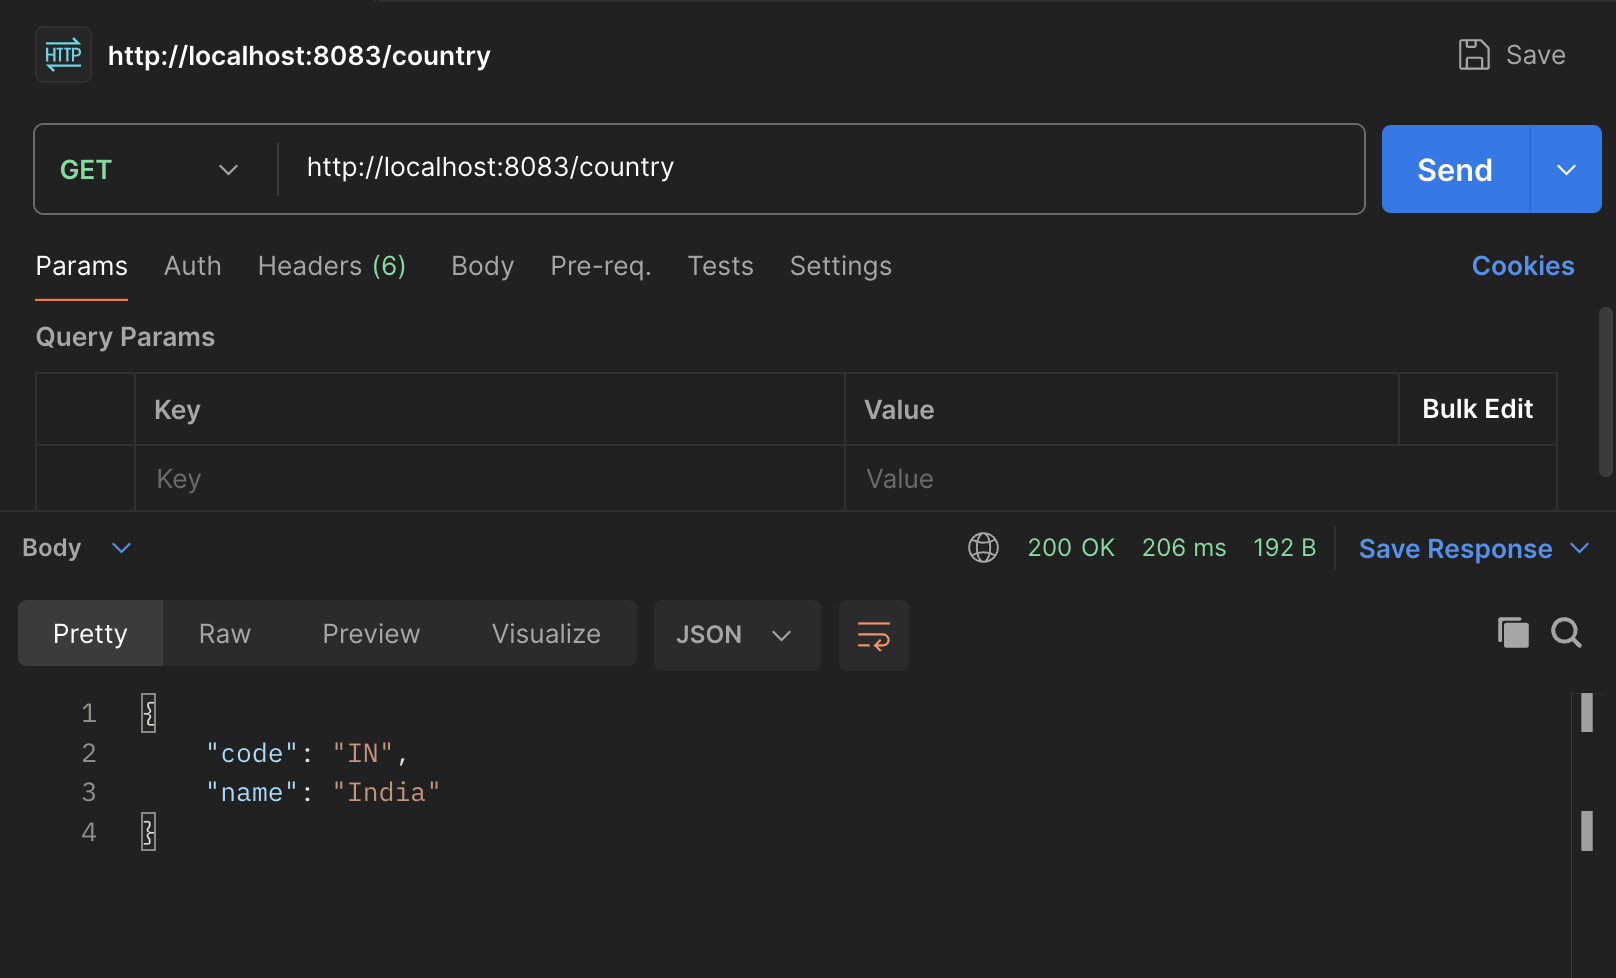 HTTP http://localhost:8083/country Save
GET http://localhost:8083/country Send
Params Auth Headers (6) Body Pre-req. Tests Settings Cookies
Query Params
Key Value Bulk Edit
Key Value
Body 200 OK 206 ms 192 B Save Response
Pretty Raw Preview Visualize JSON
1 {
2 "code": "IN",
3 "name": "India"
4 }